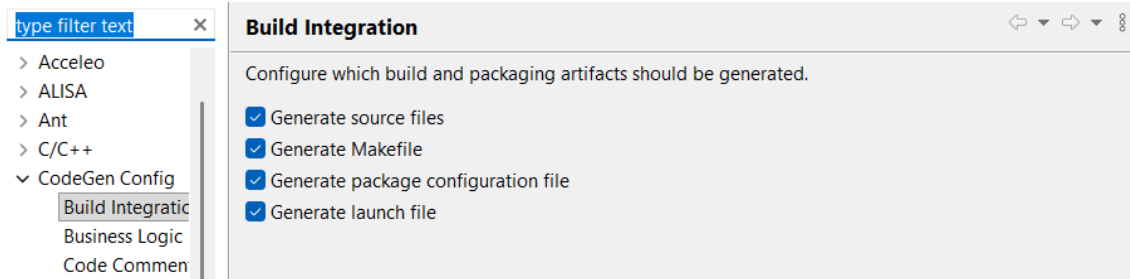 type filter text
Acceleo
ALISA
Ant
C/C++
CodeGen Config
Build Integratic
Business Logic
Code Commen
Build Integration
Configure which build and packaging artifacts should be generated.
Generate source files
Generate Makefile
Generate package configuration file
Generate launch file